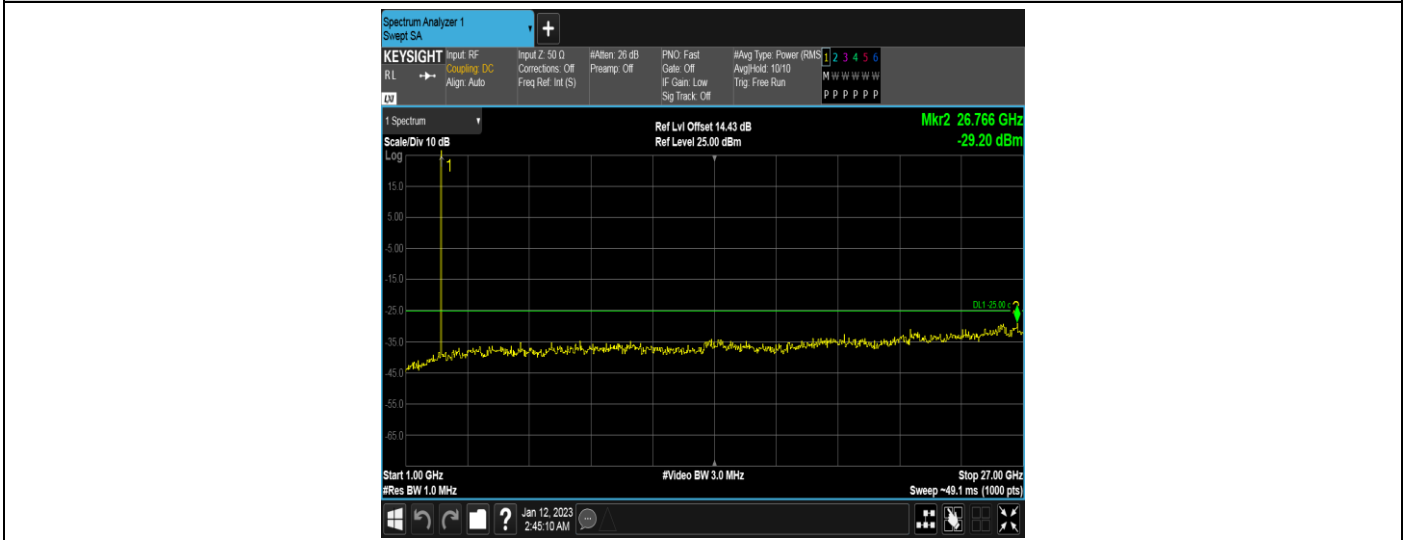 Spectrum Analyzer 1
Swept SA
+
KEYSIGHT
RL
LXI
Input: RF
Coupling: DC
Align: Auto
Input Z: 50 Ω
Corrections: Off
Freq Ref: Int (S)
#Atten: 26 dB
Preamp: Off
PNO: Fast
Gate: Off
IF Gain: Low
Sig Track: Off
#Avg Type: Power (RMS
Avg|Hold: 10/10
Trig: Free Run
1 2 3 4 5 6
M W W W W W
P P P P P P
1 Spectrum
Scale/Div 10 dB
Log
Ref Lvl Offset 14.43 dB
Ref Level 25.00 dBm
Mkr2 26.766 GHz
-29.20 dBm
1
15.0
5.00
-5.00
-15.0
-25.0
DL1 -25.00 c
2
-35.0
-45.0
-55.0
-65.0
Start 1.00 GHz
#Res BW 1.0 MHz
#Video BW 3.0 MHz
Stop 27.00 GHz
Sweep ~49.1 ms (1000 pts)
?
Jan 12, 2023
2:45:10 AM